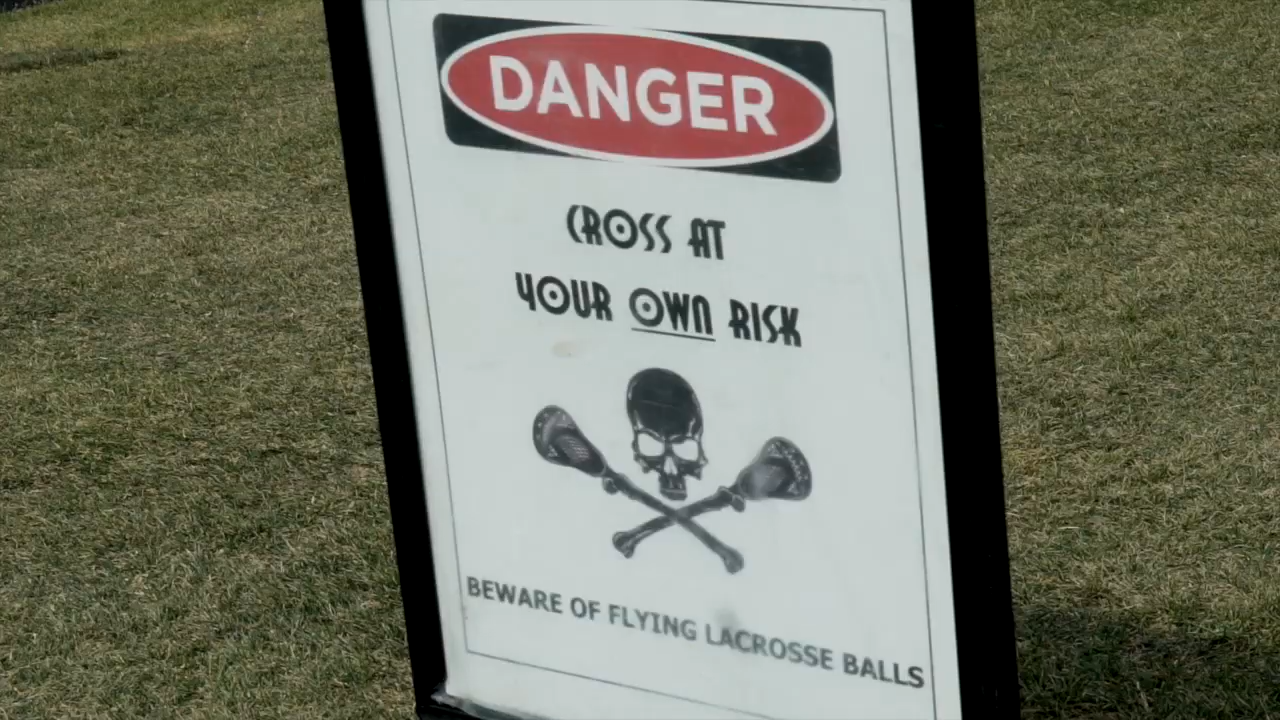 DANGER
CROSS AT
YOUR OWN RISK
BEWARE OF FLYING LACROSSE BALLS